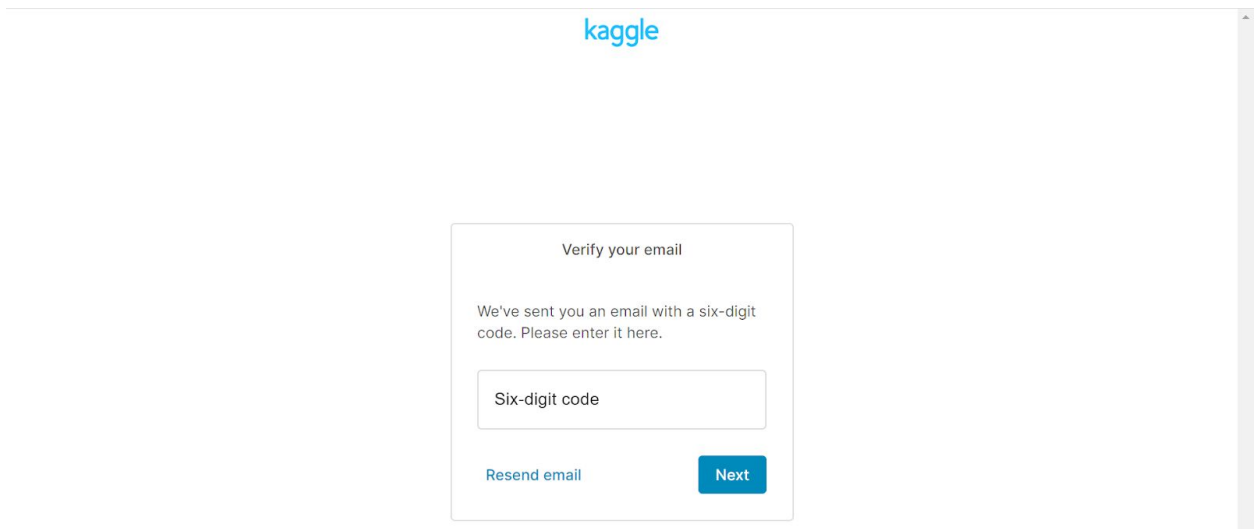 kaggle
Verify your email
We've sent you an email with a six-digit
code. Please enter it here.
Six-digit code
Resend email
Next